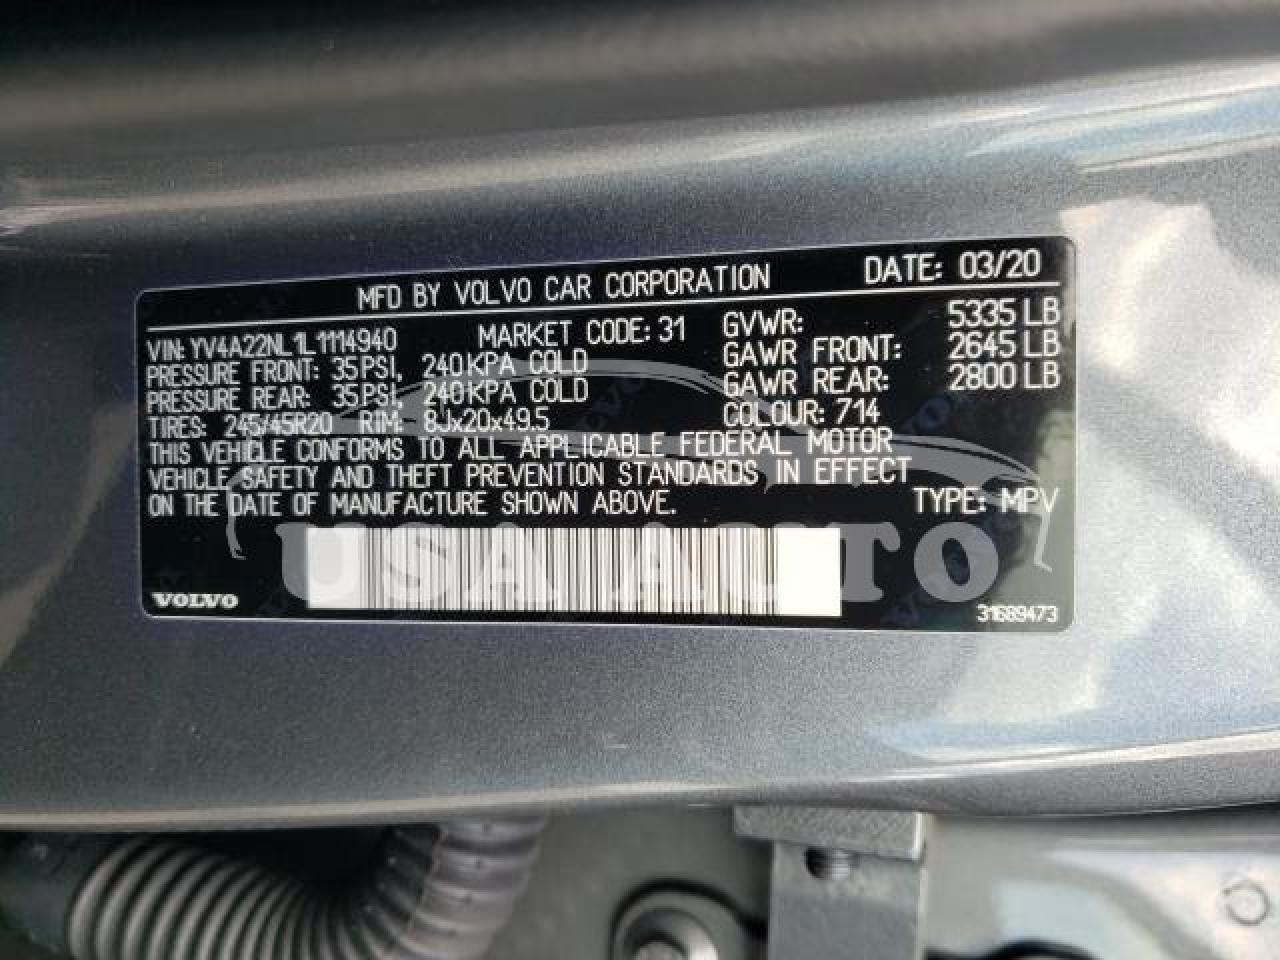 MFD BY VOLVO CAR CORPORATION DATE: 03/20
VIN: YV4A22NL1L1114940 MARKET CODE: 31 GVWR: 5335 LB
PRESSURE FRONT: 35 PSI, 240 KPA COLD GAWR FRONT: 2645 LB
PRESSURE REAR: 35 PSI, 240 KPA COLD GAWR REAR: 2800 LB
TIRES: 245/45R20 RIM: 8Jx20x49.5 COLOUR: 714
THIS VEHICLE CONFORMS TO ALL APPLICABLE FEDERAL MOTOR
VEHICLE SAFETY AND THEFT PREVENTION STANDARDS IN EFFECT
ON THE DATE OF MANUFACTURE SHOWN ABOVE. TYPE: MPV
USA AUTO
VOLVO 31689473